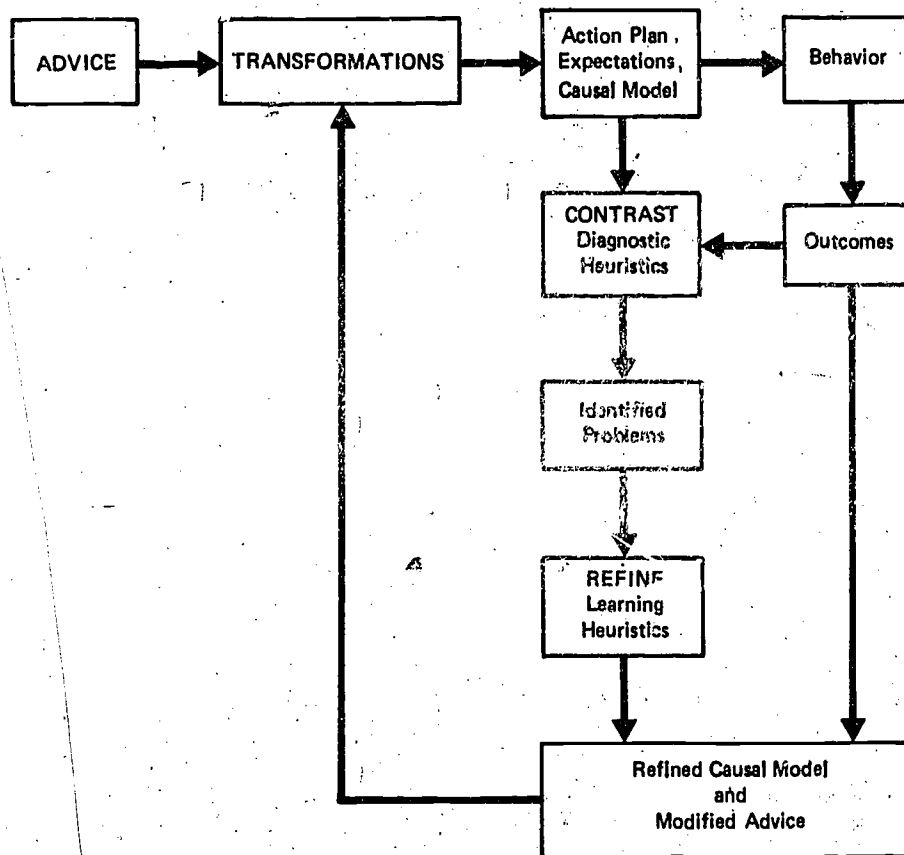 ADVICE
TRANSFORMATIONS
Action Plan,
Expectations,
Causal Model
Behavior
CONTRAST
Diagnostic
Heuristics
Outcomes
Identified
Problems
REFINE
Learning
Heuristics
Refined Causal Model
and
Modified Advice